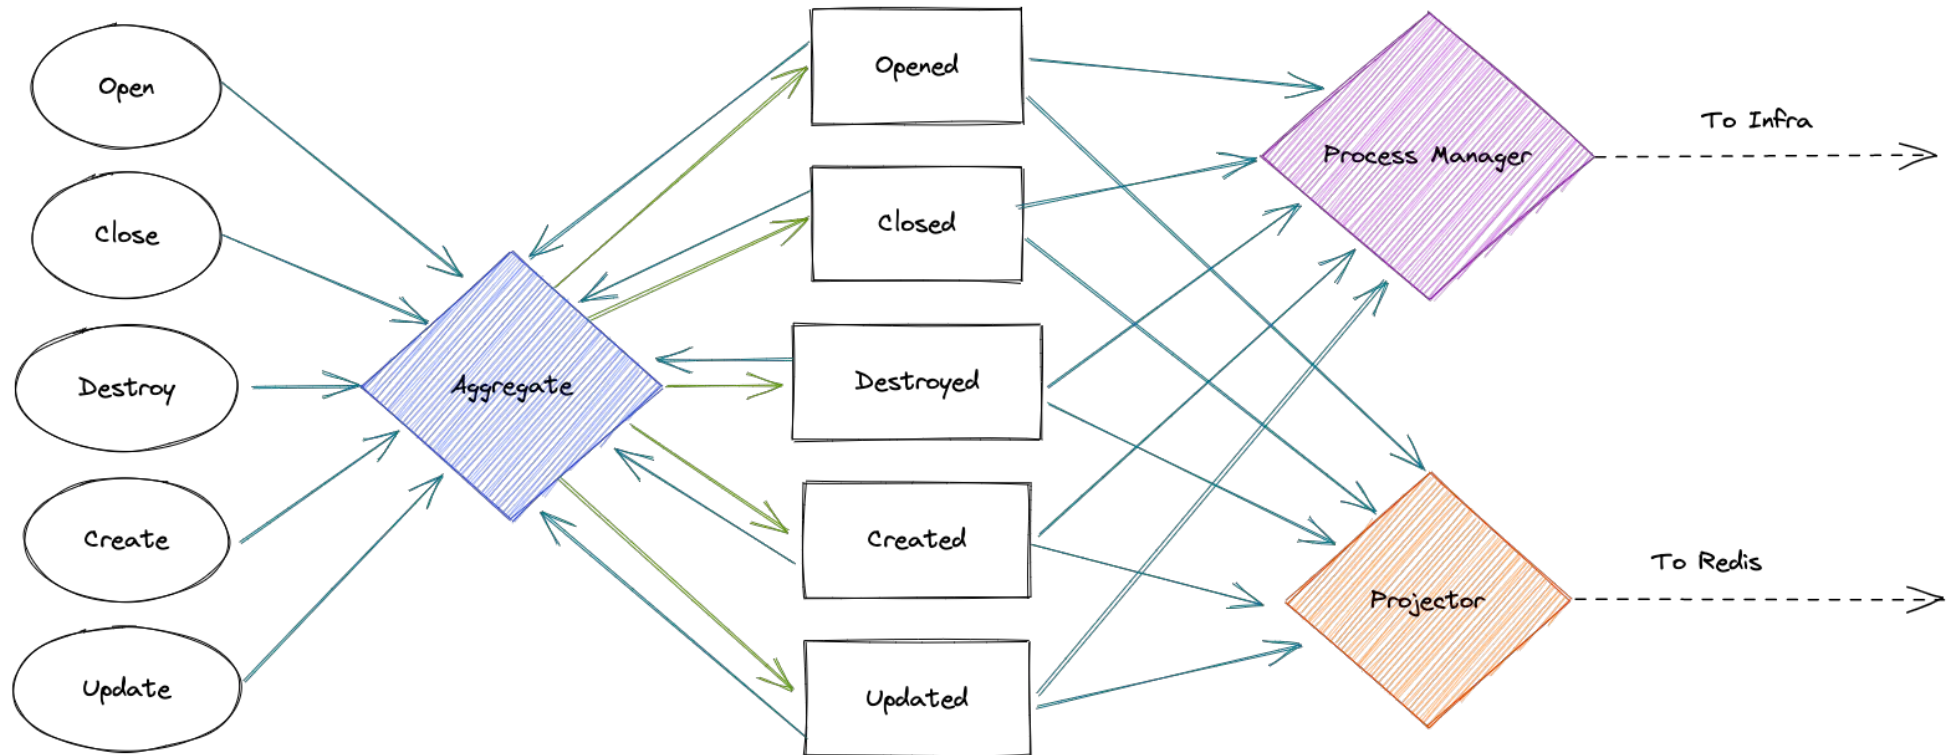 Open
Close
Destroy
Create
Update
Aggregate
Opened
Closed
Destroyed
Created
Updated
Process Manager
To Infra
Projector
To Redis